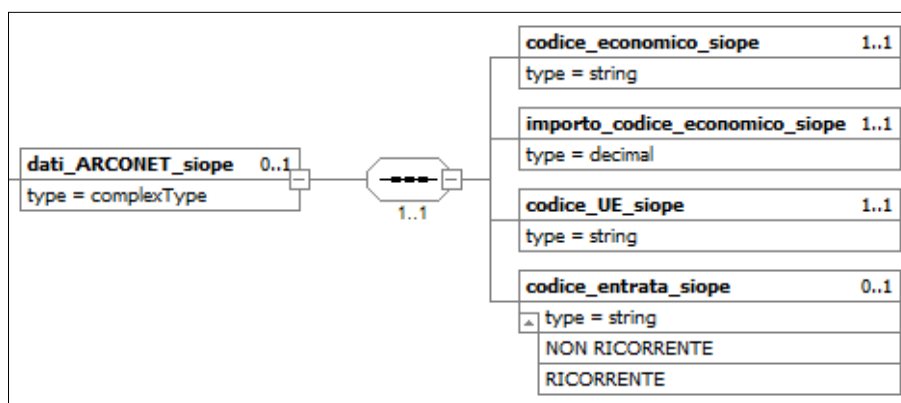 dati_ARCONET_siope 0..1
type = complexType
1..1
codice_economico_siope 1..1
type = string
importo_codice_economico_siope 1..1
type = decimal
codice_UE_siope 1..1
type = string
codice_entrata_siope 0..1
type = string
NON RICORRENTE
RICORRENTE